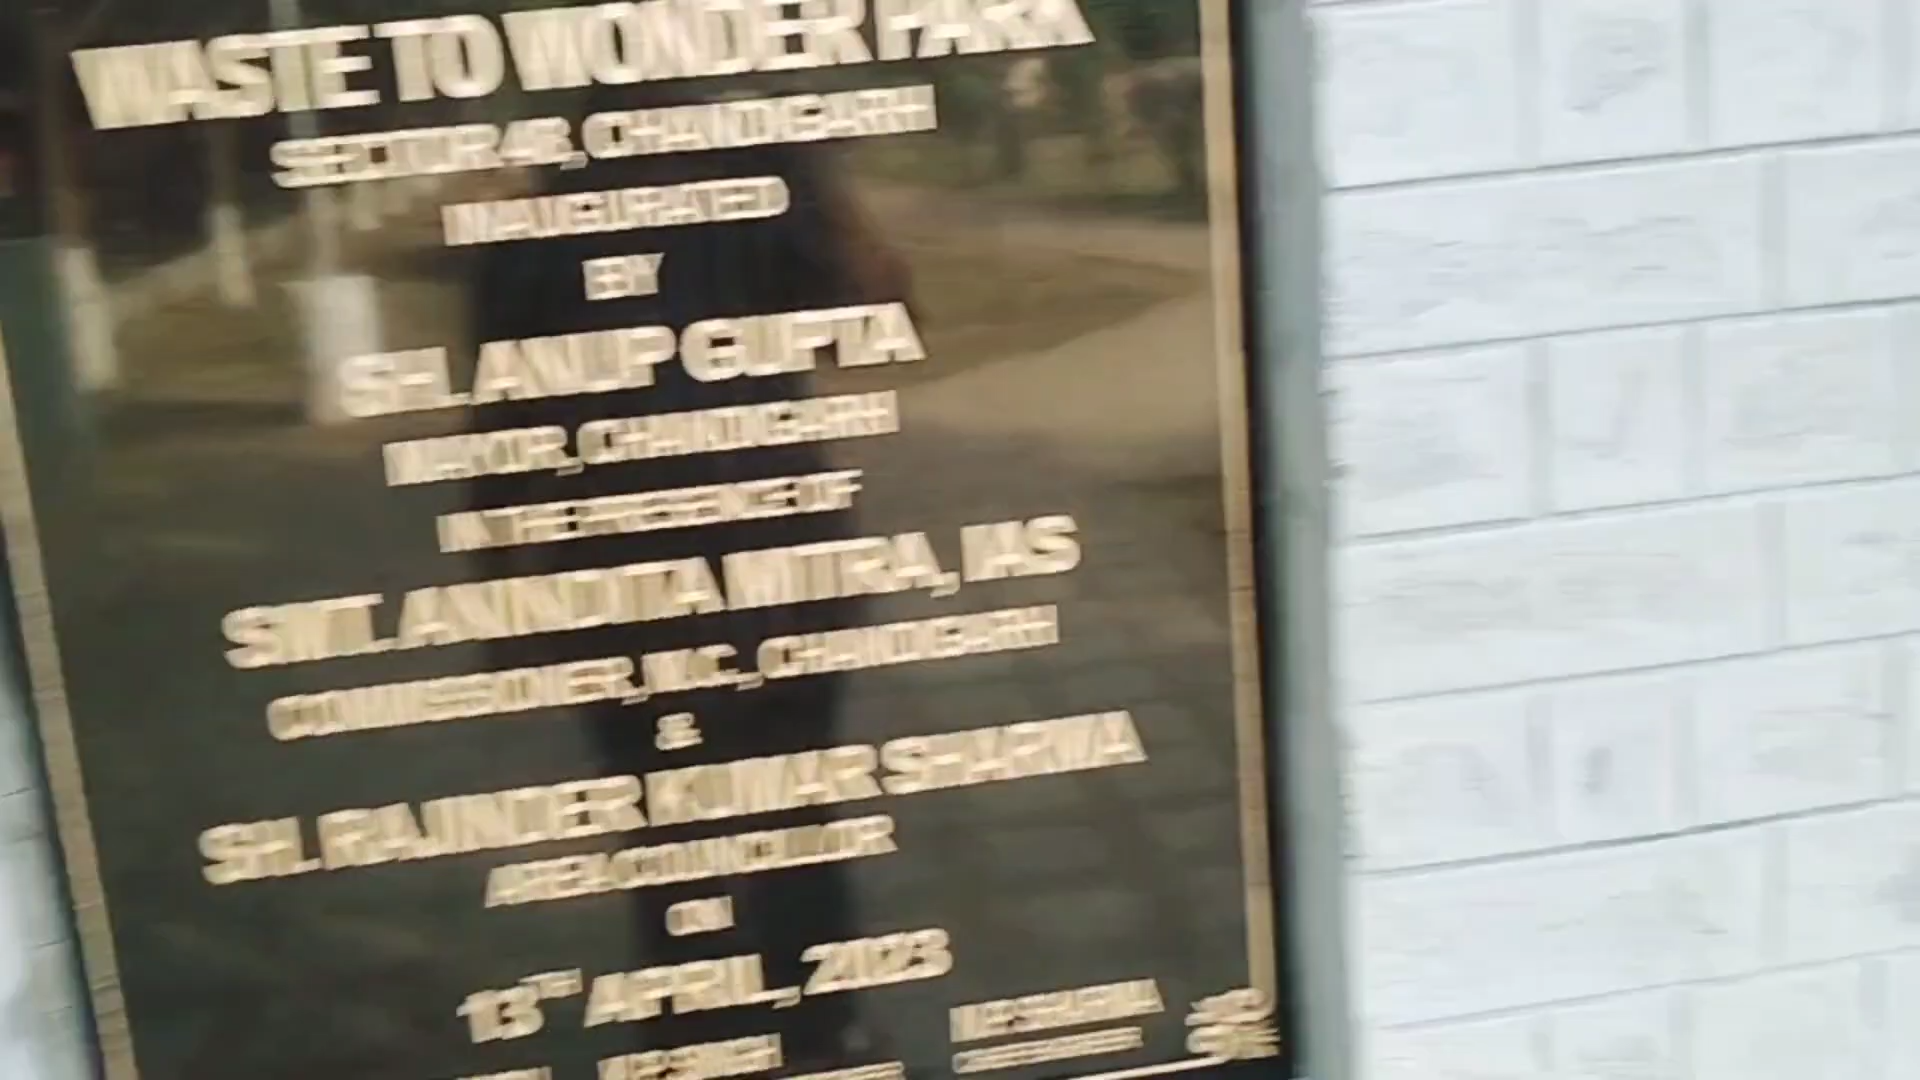 WASTE TO WONDER PARK
SECTOR 48, CHANDIGARH
INAUGURATED
BY
SH. ANUP GUPTA
MAYOR, CHANDIGARH
IN THE PRESENCE OF
SMT. ANINDITA MITRA, IAS
COMMISSIONER, M.C., CHANDIGARH
&
SH. RAJINDER KUMAR SHARMA
AREA COUNCILLOR
ON
13TH APRIL, 2023
SHARMA